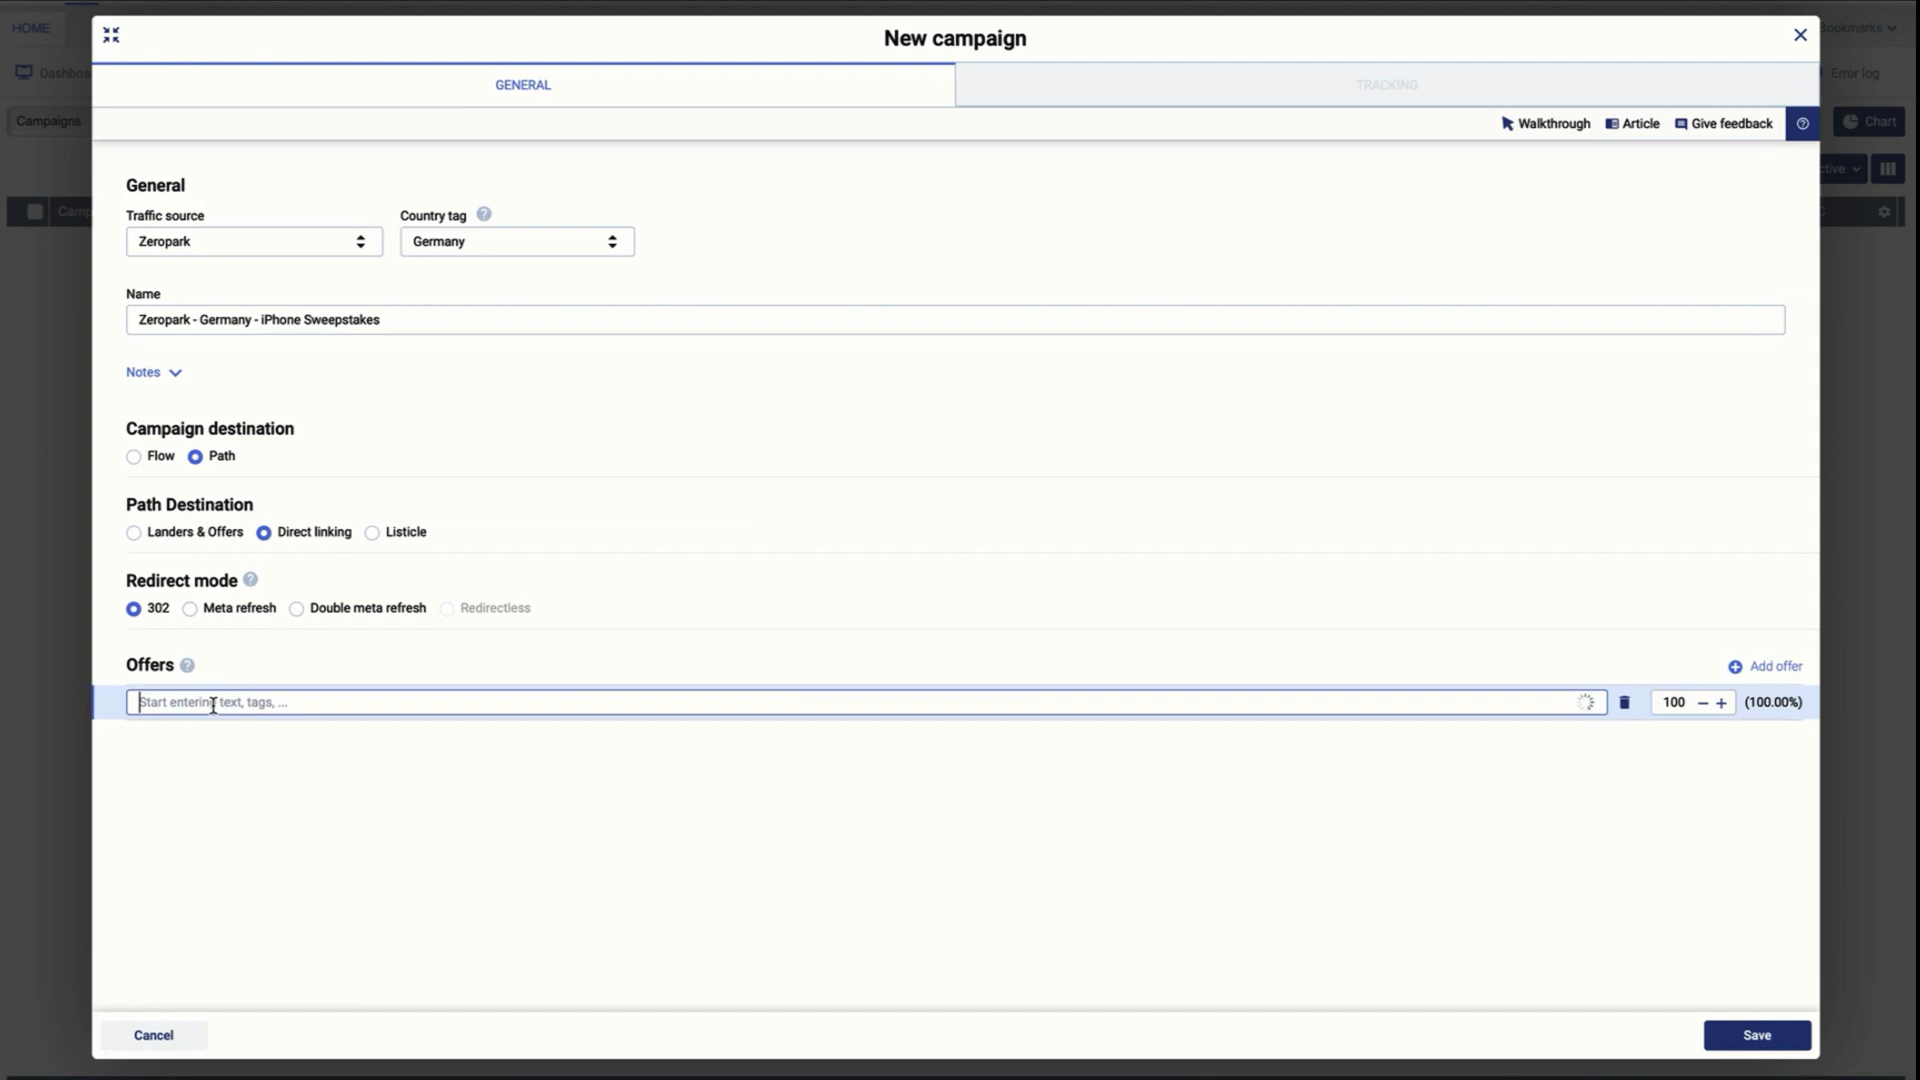 HOME
New campaign
Bookmarks
GENERAL
TRACKING
Dashboa
Error log
Campaigns
Walkthrough
Article
Give feedback
Chart
General
ctive
Traffic source
Country tag
Camp
Zeropark
Germany
Name
Zeropark - Germany - iPhone Sweepstakes
Notes
Campaign destination
Flow
Path
Path Destination
Landers & Offers
Direct linking
Listicle
Redirect mode
302
Meta refresh
Double meta refresh
Redirectless
Offers
Add offer
Start entering text, tags, ...
100
(100.00%)
Cancel
Save